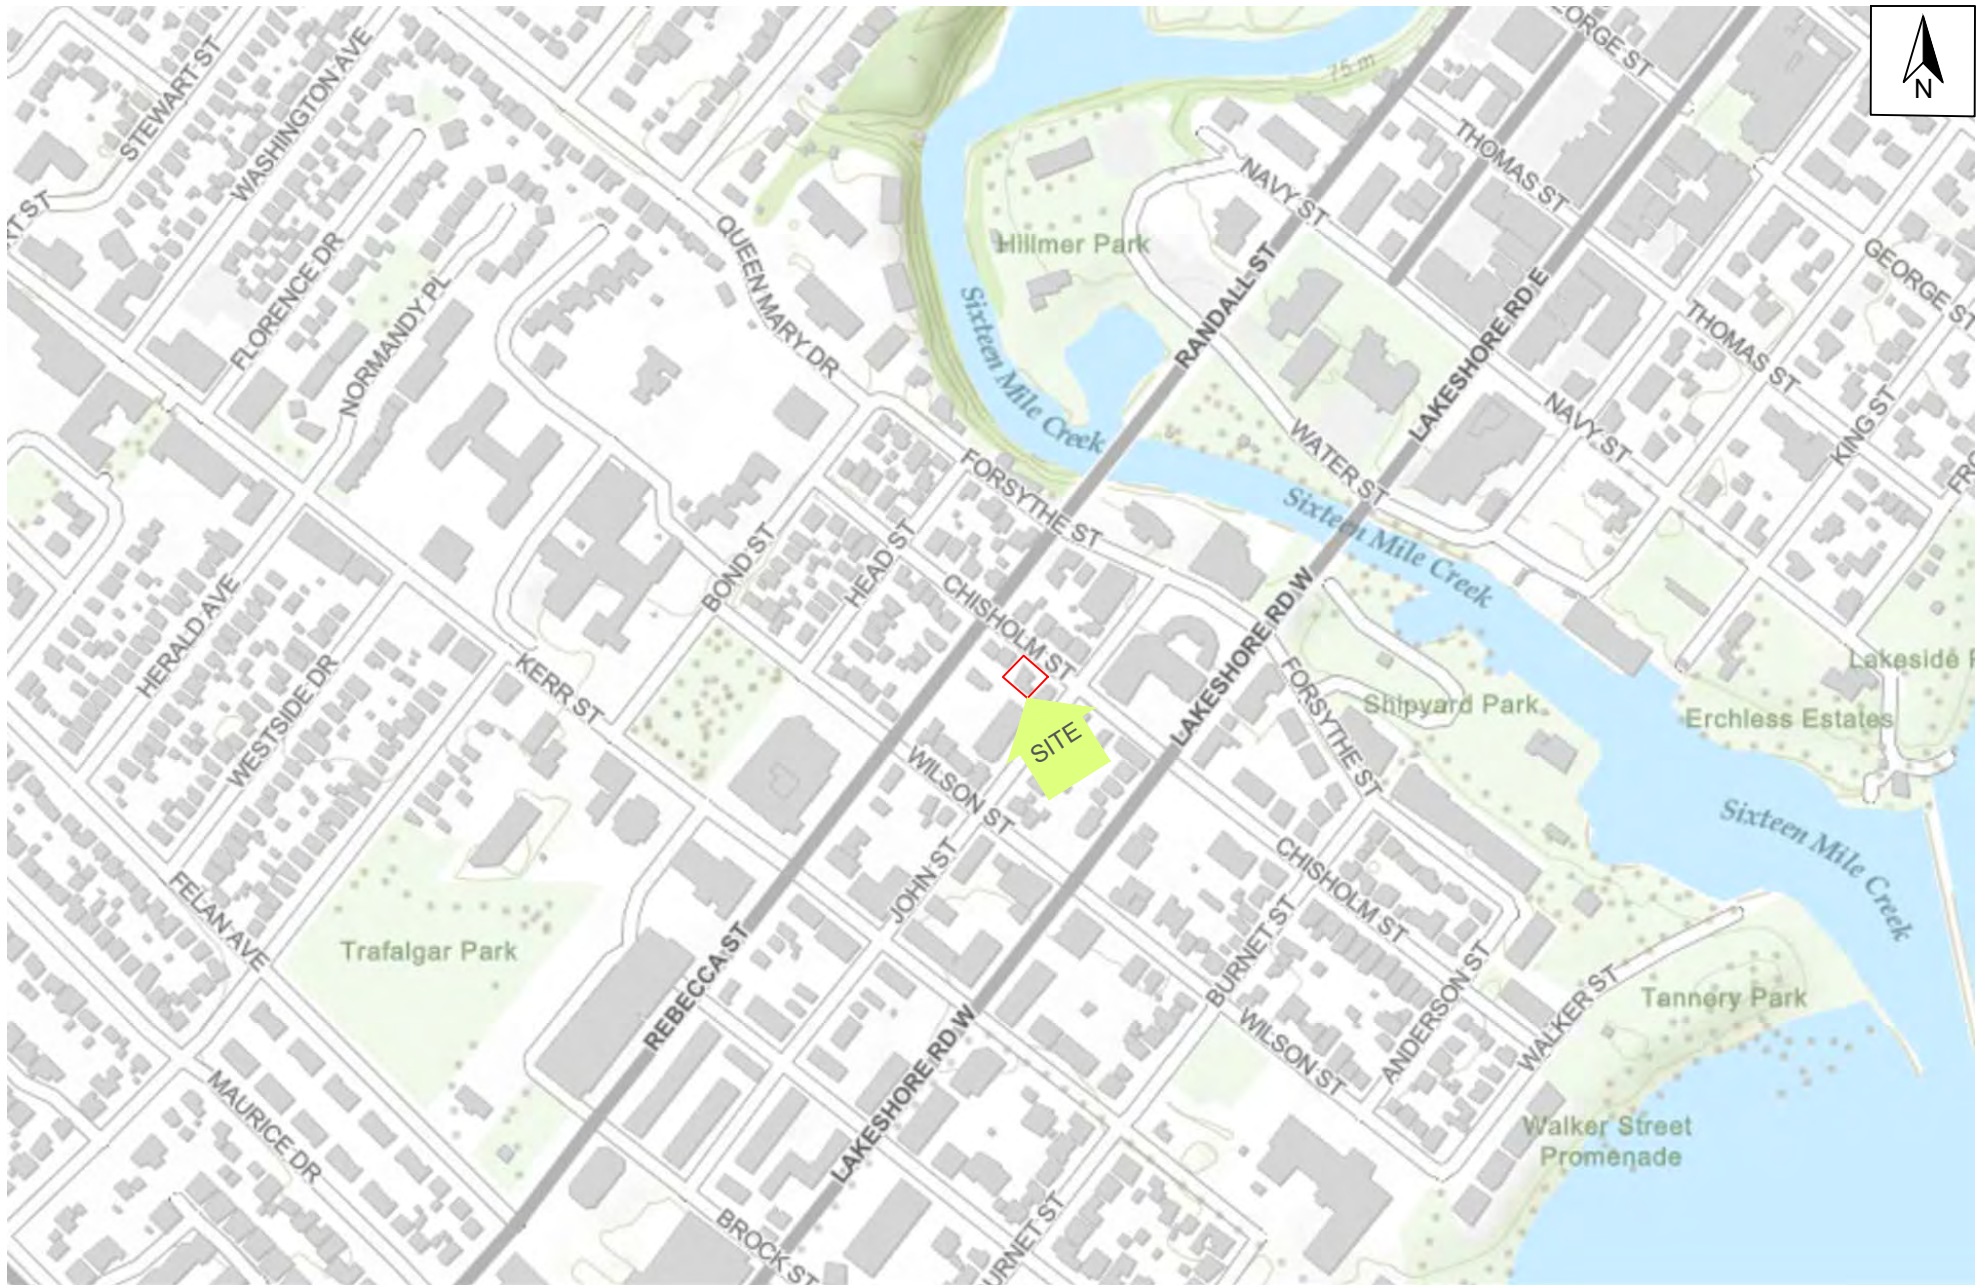 STEWART ST
WASHINGTON AVE
GEORGE ST
75 m
N
THOMAS ST
NAVY ST
QUEEN MARY DR
FLORENCE DR
NORMANDY PL
Hillmer Park
RANDALL ST
LAKESHORE RD E
GEORGE ST
THOMAS ST
Sixteen Mile Creek
NAVY ST
KING ST
WATER ST
FORSYTHE ST
Sixteen Mile Creek
BOND ST
HEAD ST
CHISHOLM ST
HERALD AVE
WESTSIDE DR
KERR ST
LAKESHORE RD W
FORSYTHE ST
Shipyard Park
Lakeside
Erchless Estates
SITE
WILSON ST
JOHN ST
CHISHOLM ST
Sixteen Mile Creek
FELAN AVE
Trafalgar Park
REBECCA ST
BURNET ST
ANDERSON ST
WALKER ST
Tannery Park
LAKESHORE RD W
WILSON ST
MAURICE DR
Walker Street
Promenade
BROCK ST
URNET ST